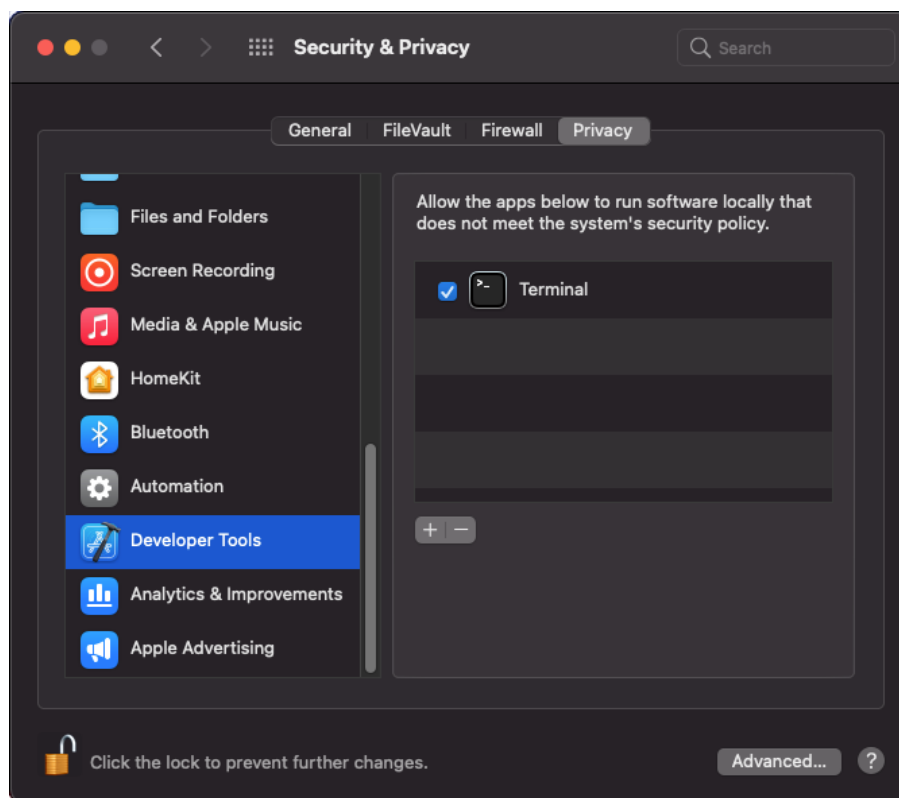 Security & Privacy
Search
General
FileVault
Firewall
Privacy
Files and Folders
Screen Recording
Media & Apple Music
HomeKit
Bluetooth
Automation
Developer Tools
Analytics & Improvements
Apple Advertising
Allow the apps below to run software locally that
does not meet the system's security policy.
Terminal
Click the lock to prevent further changes.
Advanced...
?